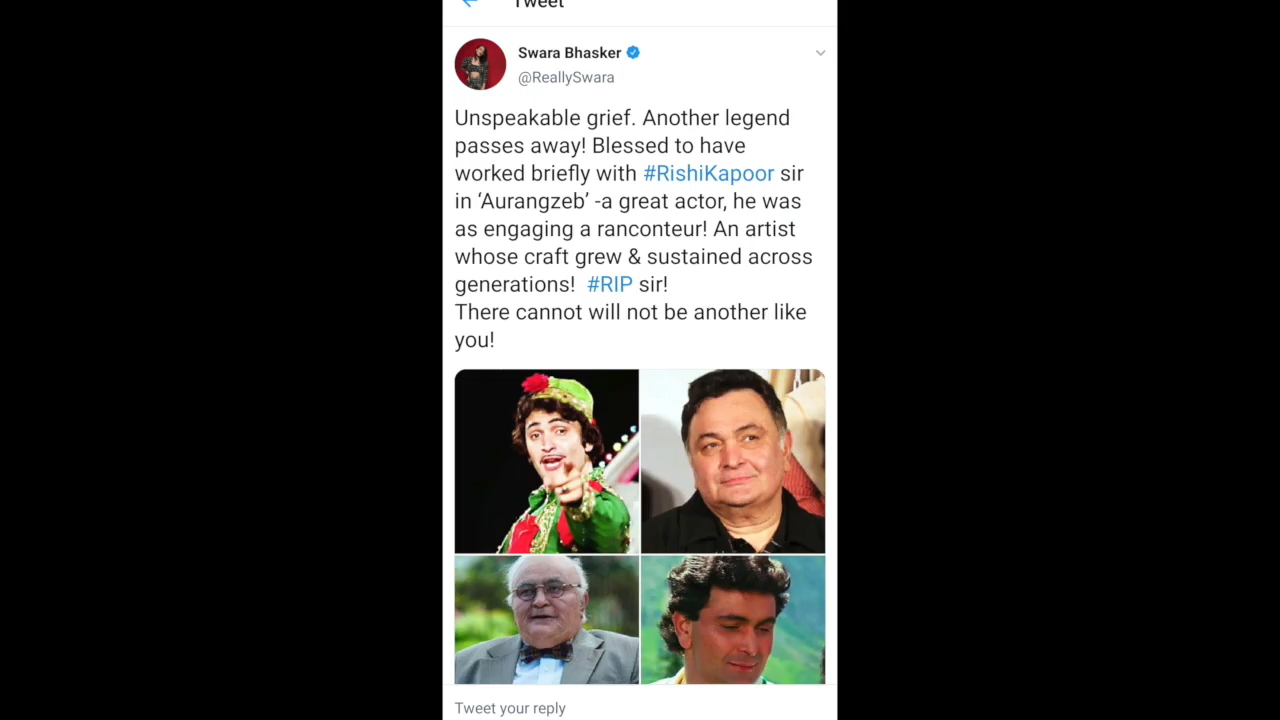 Tweet
Swara Bhasker
@ReallySwara
Unspeakable grief. Another legend
passes away! Blessed to have
worked briefly with #RishiKapoor sir
in ‘Aurangzeb’ -a great actor, he was
as engaging a ranconteur! An artist
whose craft grew & sustained across
generations!  #RIP sir!
There cannot will not be another like
you!
Tweet your reply